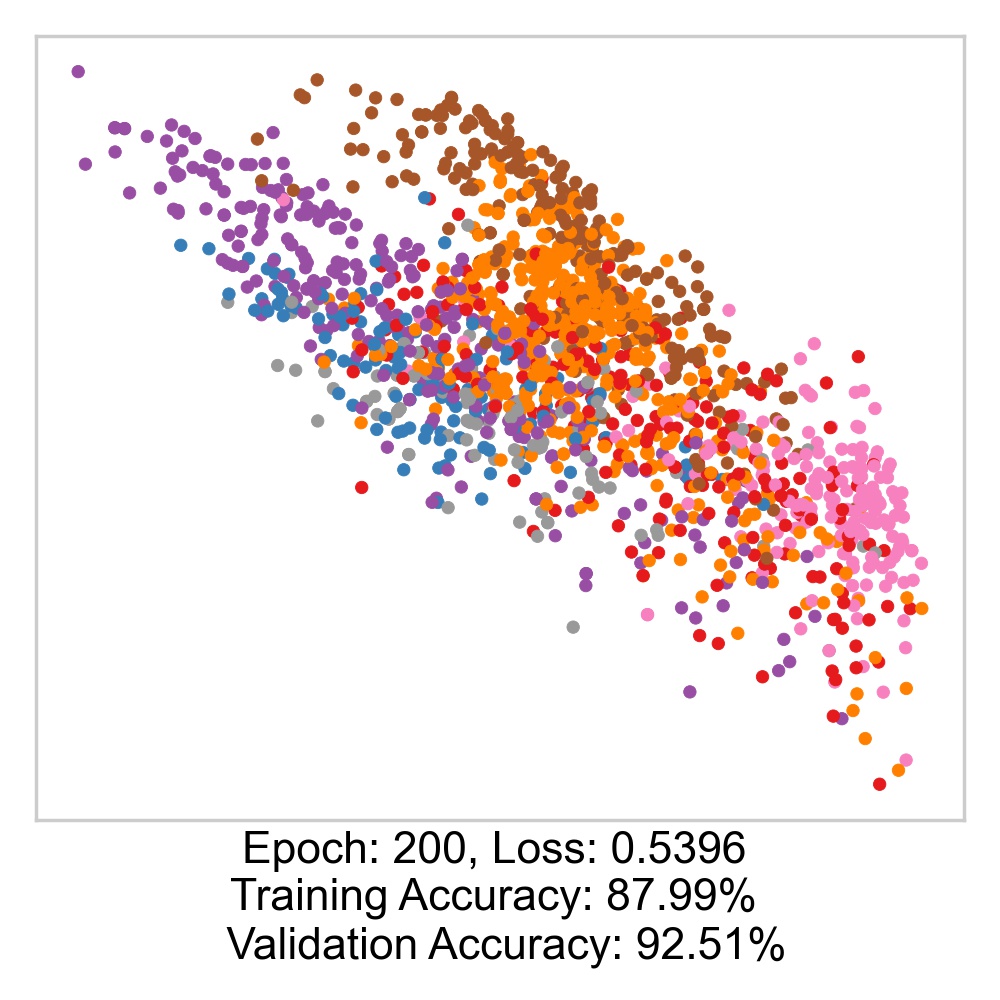 Epoch: 200, Loss: 0.5396
Training Accuracy: 87.99%
Validation Accuracy: 92.51%